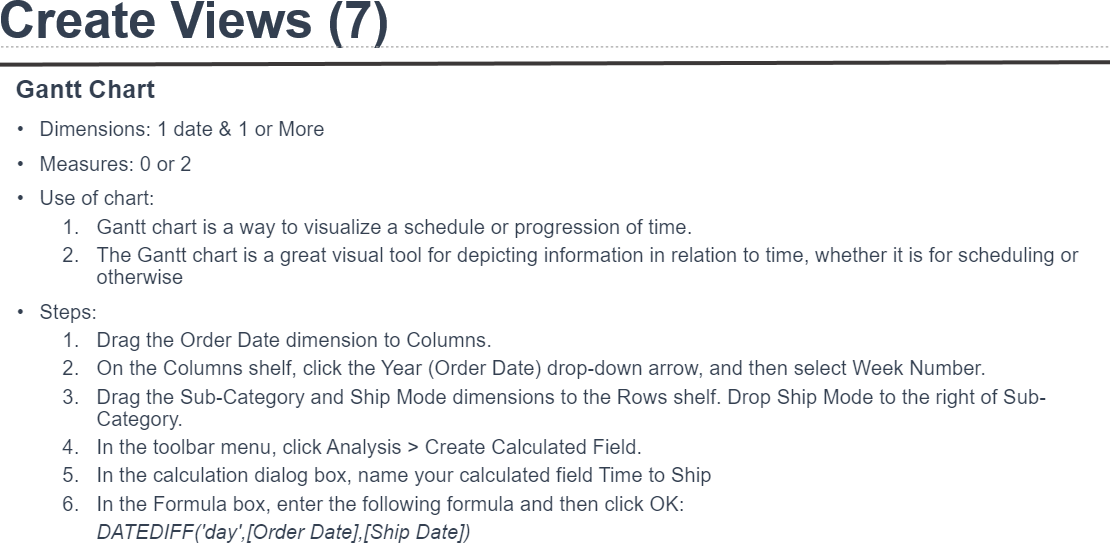 Create Views (7)
Gantt Chart
• Dimensions: 1 date & 1 or More
• Measures: 0 or 2
• Use of chart:
1. Gantt chart is a way to visualize a schedule or progression of time.
2. The Gantt chart is a great visual tool for depicting information in relation to time, whether it is for scheduling or
otherwise
• Steps:
1. Drag the Order Date dimension to Columns.
2. On the Columns shelf, click the Year (Order Date) drop-down arrow, and then select Week Number.
3. Drag the Sub-Category and Ship Mode dimensions to the Rows shelf. Drop Ship Mode to the right of Sub-
Category.
4. In the toolbar menu, click Analysis > Create Calculated Field.
5. In the calculation dialog box, name your calculated field Time to Ship
6. In the Formula box, enter the following formula and then click OK:
DATEDIFF('day',[Order Date],[Ship Date])